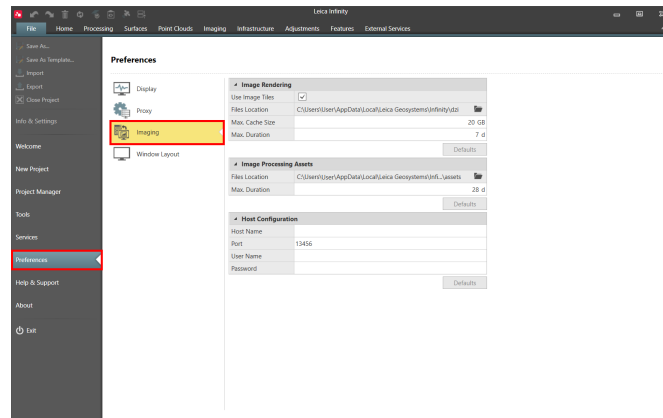 Leica Infinity
File Home Processing Surfaces Point Clouds Imaging Infrastructure Adjustments Features External Services
Save As...
Save As Template...
Import
Export
Close Project
Info & Settings
Welcome
New Project
Project Manager
Tools
Services
Preferences
Help & Support
About
Exit
Preferences
Display
Proxy
Imaging
Window Layout
Image Rendering
Use Image Tiles
Files Location C:\Users\User\AppData\Local\Leica Geosystems\Infinity\dzi
Max. Cache Size 20 GB
Max. Duration 7 d
Defaults
Image Processing Assets
Files Location C:\Users\User\AppData\Local\Leica Geosystems\Infi...\assets
Max. Duration 28 d
Defaults
Host Configuration
Host Name
Port 13456
User Name
Password
Defaults